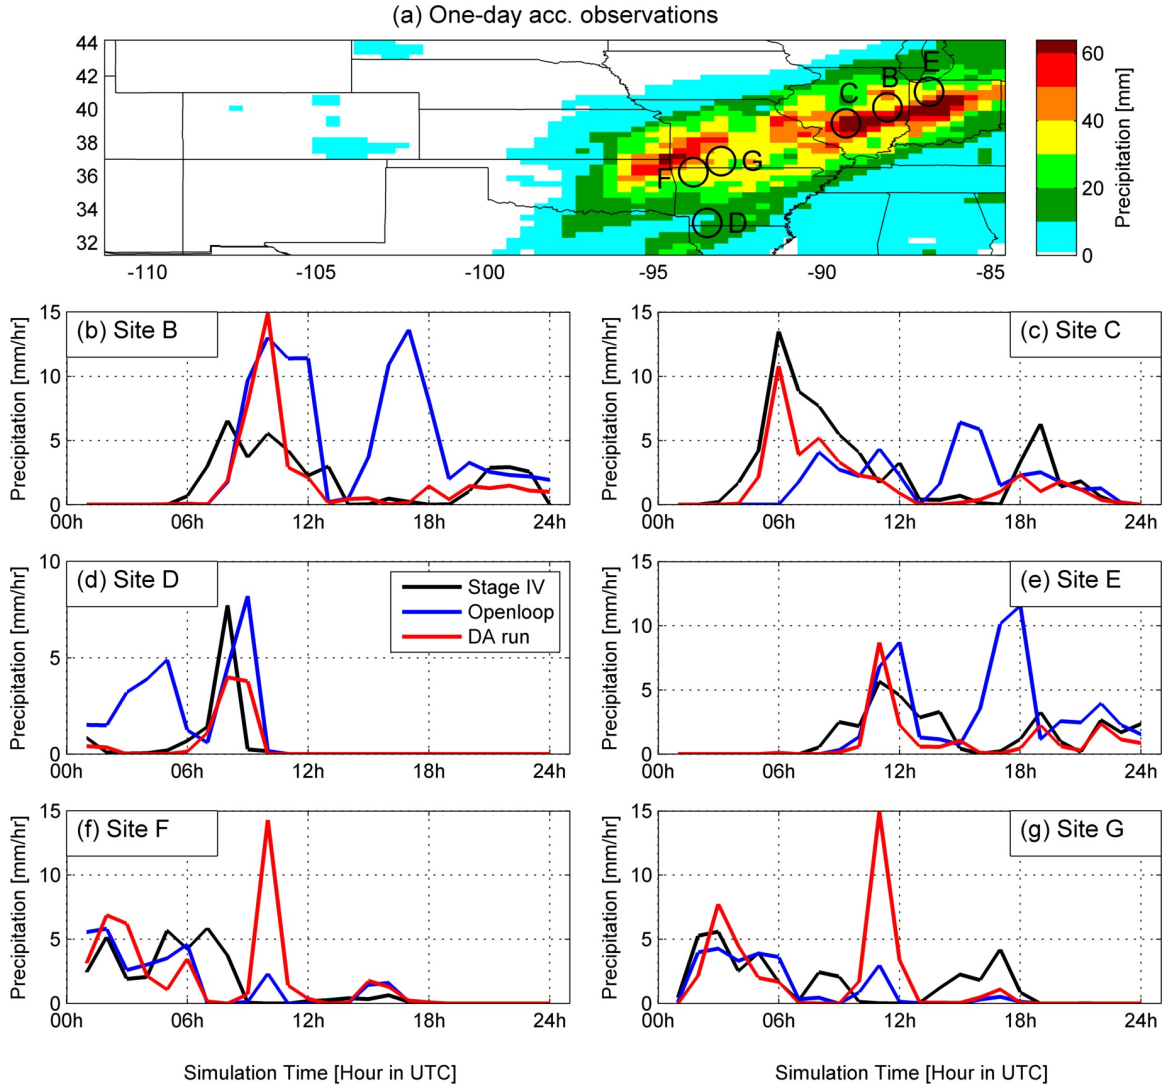 (a) One-day acc. observations
44
42
40
38
36
34
32
-110
-105
-100
-95
-90
-85
E
B
C
G
F
D
60
40
20
0
Precipitation [mm]
(b) Site B
Precipitation [mm/hr]
15
10
5
0
00h
06h
12h
18h
24h
(c) Site C
Precipitation [mm/hr]
15
10
5
0
00h
06h
12h
18h
24h
(d) Site D
Precipitation [mm/hr]
10
5
0
00h
06h
12h
18h
24h
Stage IV
Openloop
DA run
(e) Site E
Precipitation [mm/hr]
15
10
5
0
00h
06h
12h
18h
24h
(f) Site F
Precipitation [mm/hr]
15
10
5
0
00h
06h
12h
18h
24h
Simulation Time [Hour in UTC]
(g) Site G
Precipitation [mm/hr]
15
10
5
0
00h
06h
12h
18h
24h
Simulation Time [Hour in UTC]